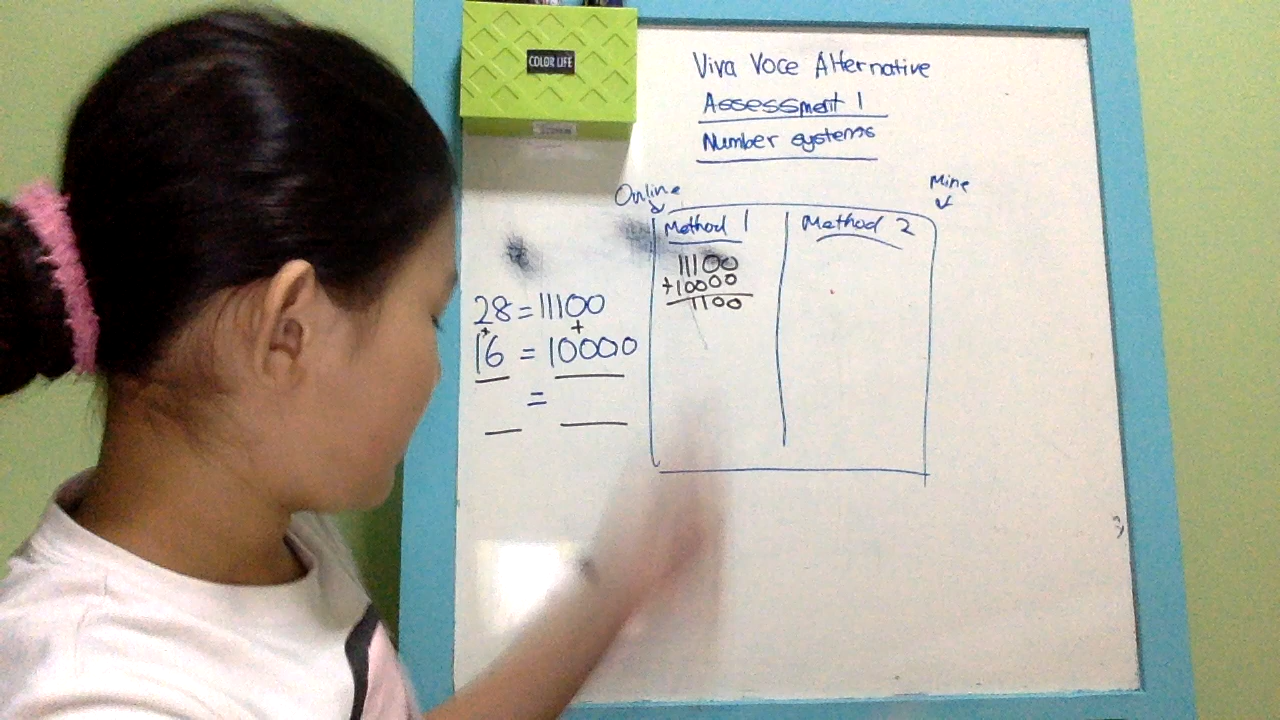 COLOR LIFE
Viva Voce Alternative
Assessment 1
Number systems
Online
Mine
Method 1
Method 2
11100
+10000
1100
28=11100
+ +
16 = 10000
=